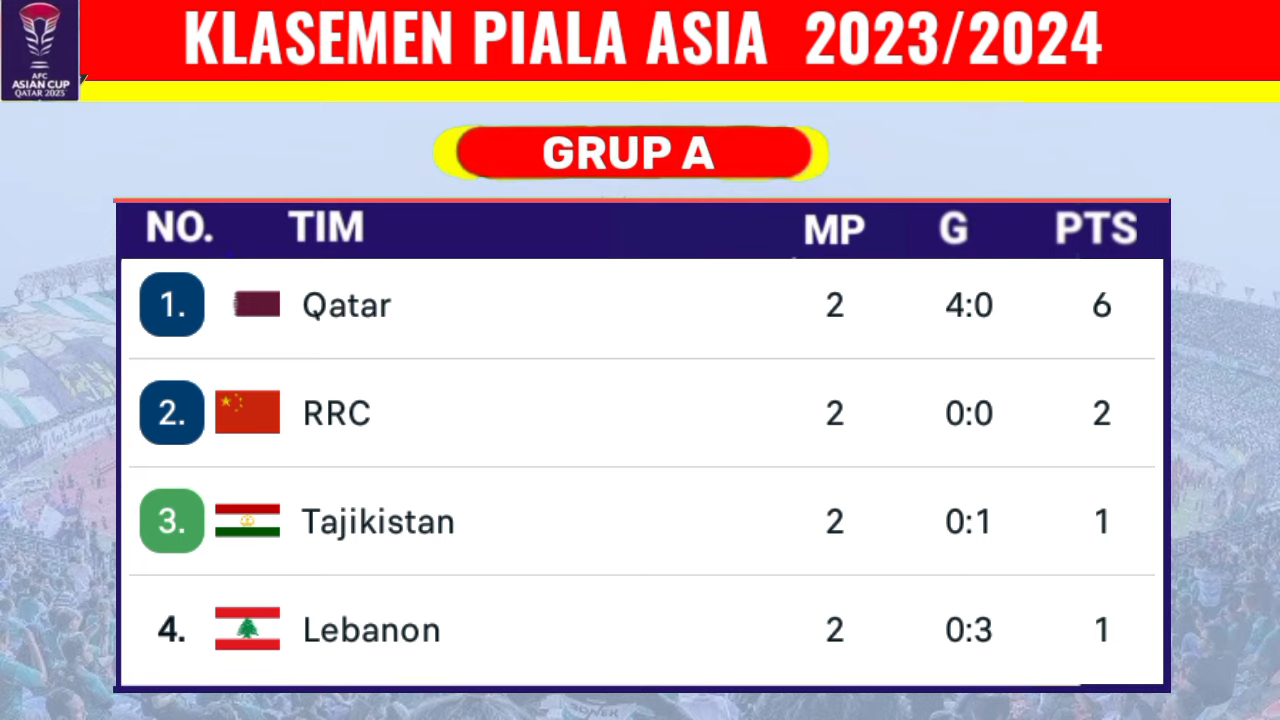 KLASEMEN PIALA ASIA 2023/2024
AFC
ASIAN CUP
QATAR 2023
GRUP A
NO. TIM MP G PTS
1. Qatar 2 4:0 6
2. RRC 2 0:0 2
3. Tajikistan 2 0:1 1
4. Lebanon 2 0:3 1